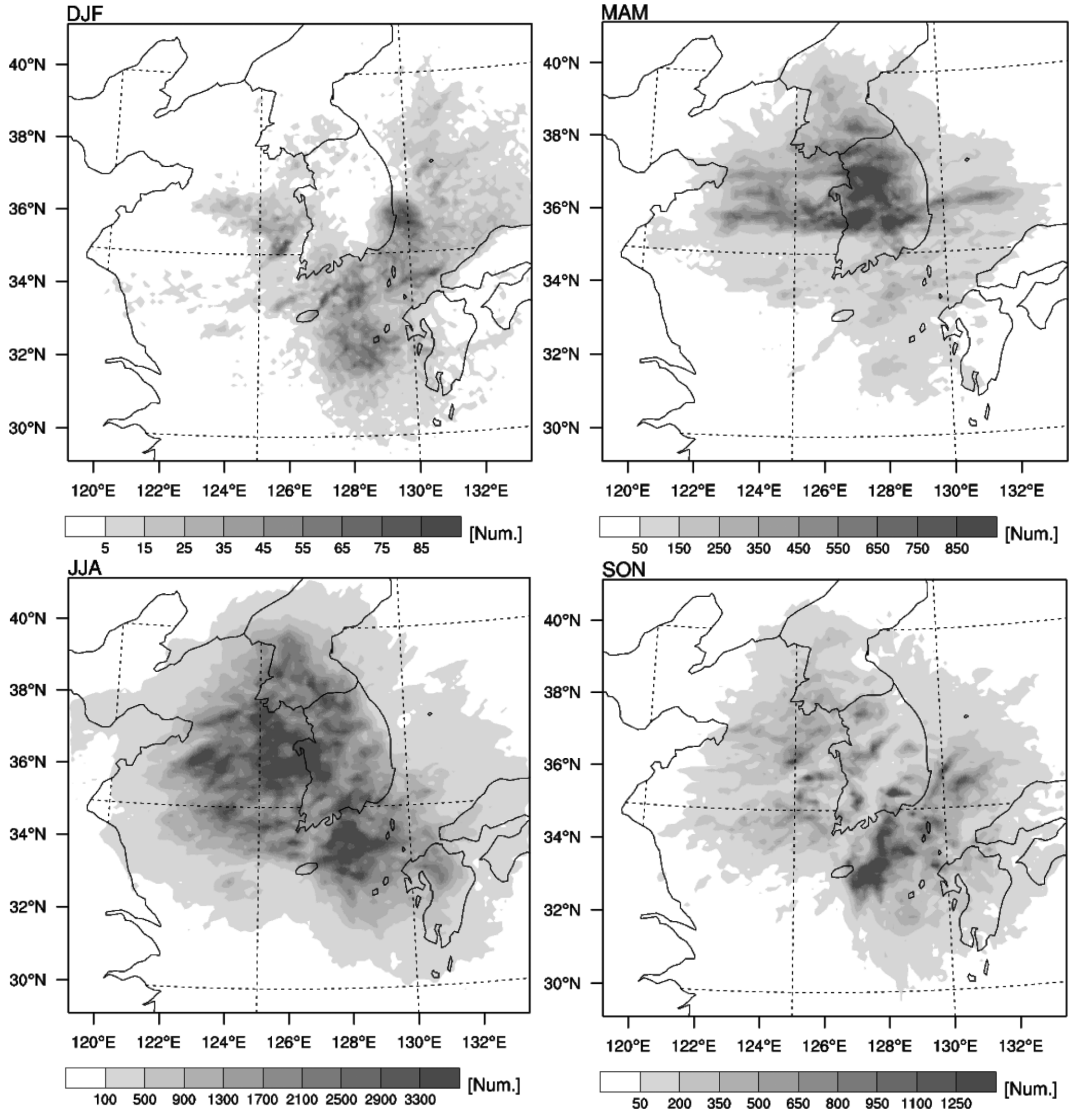 DJF
MAM
40°N
38°N
36°N
34°N
32°N
30°N
120°E 122°E 124°E 126°E 128°E 130°E 132°E
5 15 25 35 45 55 65 75 85 [Num.]
40°N
38°N
36°N
34°N
32°N
30°N
120°E 122°E 124°E 126°E 128°E 130°E 132°E
50 150 250 350 450 550 650 750 850 [Num.]
JJA
SON
40°N
38°N
36°N
34°N
32°N
30°N
120°E 122°E 124°E 126°E 128°E 130°E 132°E
100 500 900 1300 1700 2100 2500 2900 3300 [Num.]
40°N
38°N
36°N
34°N
32°N
30°N
120°E 122°E 124°E 126°E 128°E 130°E 132°E
50 200 350 500 650 800 950 1100 1250 [Num.]